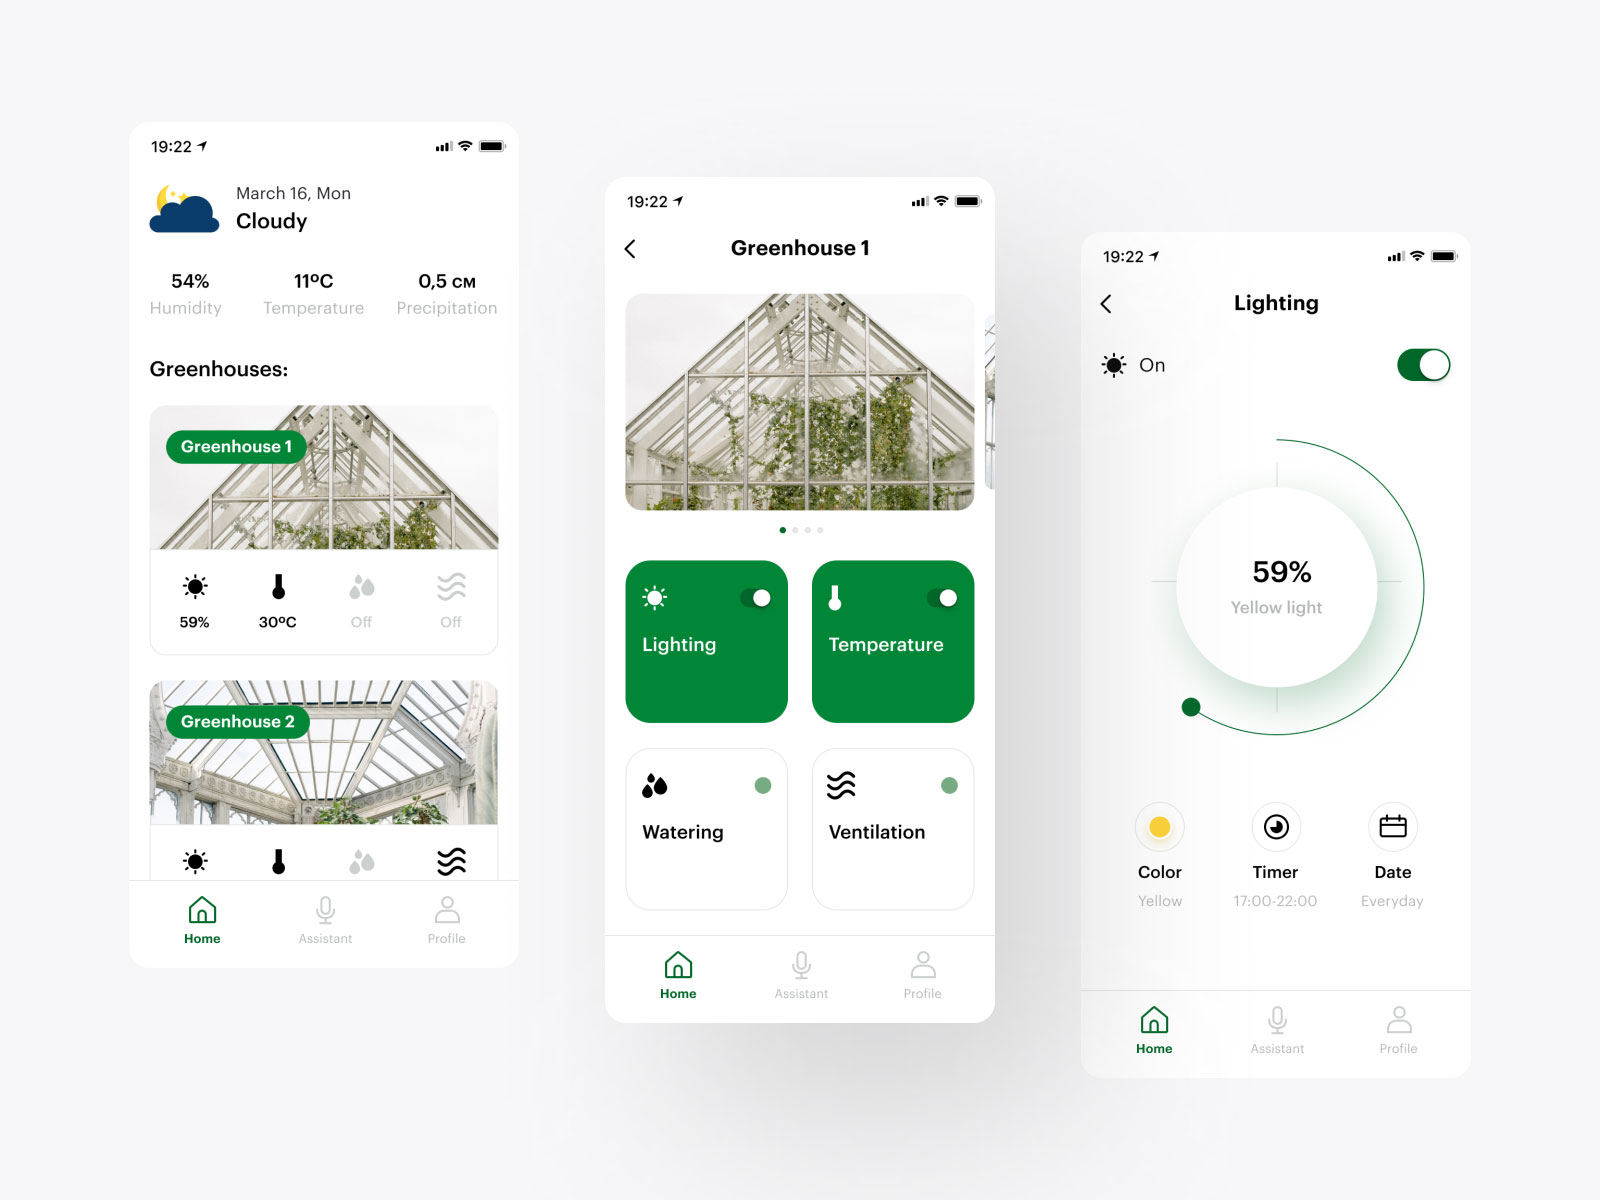 19:22
March 16, Mon
Cloudy
54% 11ºC 0,5 см
Humidity Temperature Precipitation
Greenhouses:
Greenhouse 1
59% 30ºC Off Off
Greenhouse 2
Home Assistant Profile
19:22
Greenhouse 1
Lighting Temperature
Watering Ventilation
Home Assistant Profile
19:22
Lighting
On
59%
Yellow light
Color Timer Date
Yellow 17:00-22:00 Everyday
Home Assistant Profile